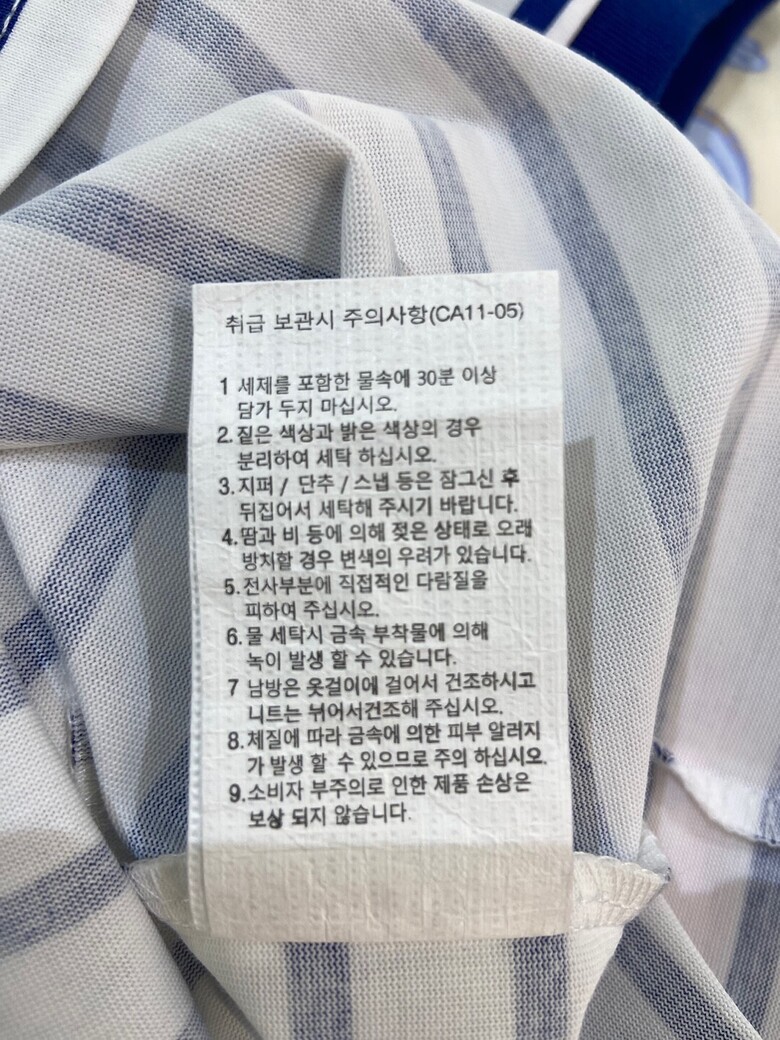 취급 보관시 주의사항(CA11-05)
1 세제를 포함한 물속에 30분 이상
담가 두지 마십시오.
2.짙은 색상과 밝은 색상의 경우
분리하여 세탁 하십시오.
3.지퍼 / 단추 / 스냅 등은 잠그신 후
뒤집어서 세탁해 주시기 바랍니다.
4.땀과 비 등에 의해 젖은 상태로 오래
방치할 경우 변색의 우려가 있습니다.
5.전사부분에 직접적인 다람질을
피하여 주십시오.
6.물 세탁시 금속 부착물에 의해
녹이 발생 할 수 있습니다.
7 남방은 옷걸이에 걸어서 건조하시고
니트는 뉘어서건조해 주십시오.
8.체질에 따라 금속에 의한 피부 알러지
가 발생 할 수 있으므로 주의 하십시오.
9.소비자 부주의로 인한 제품 손상은
보상 되지 않습니다.